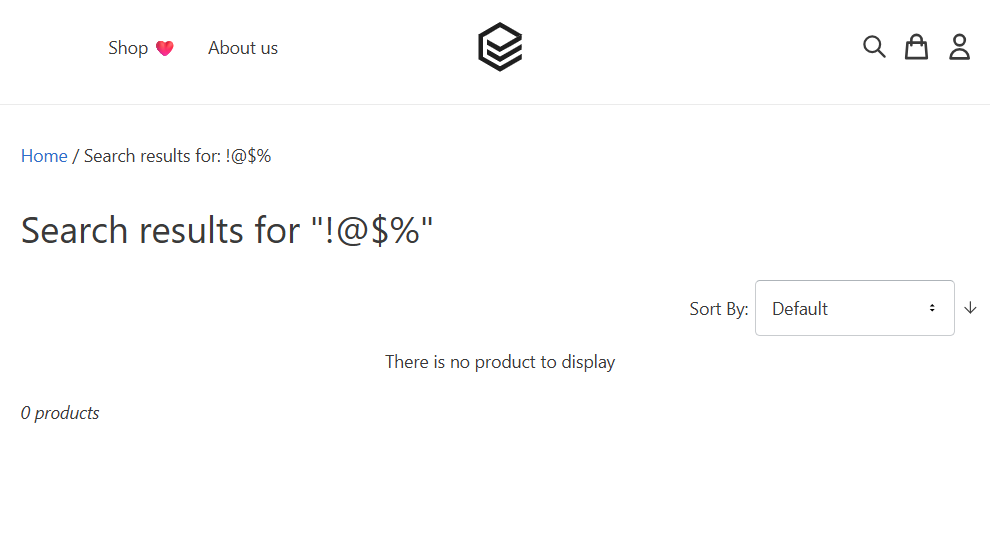 Shop ❤️ About us
Home / Search results for: !@$%
Search results for "!@$%"
Sort By: Default
There is no product to display
0 products